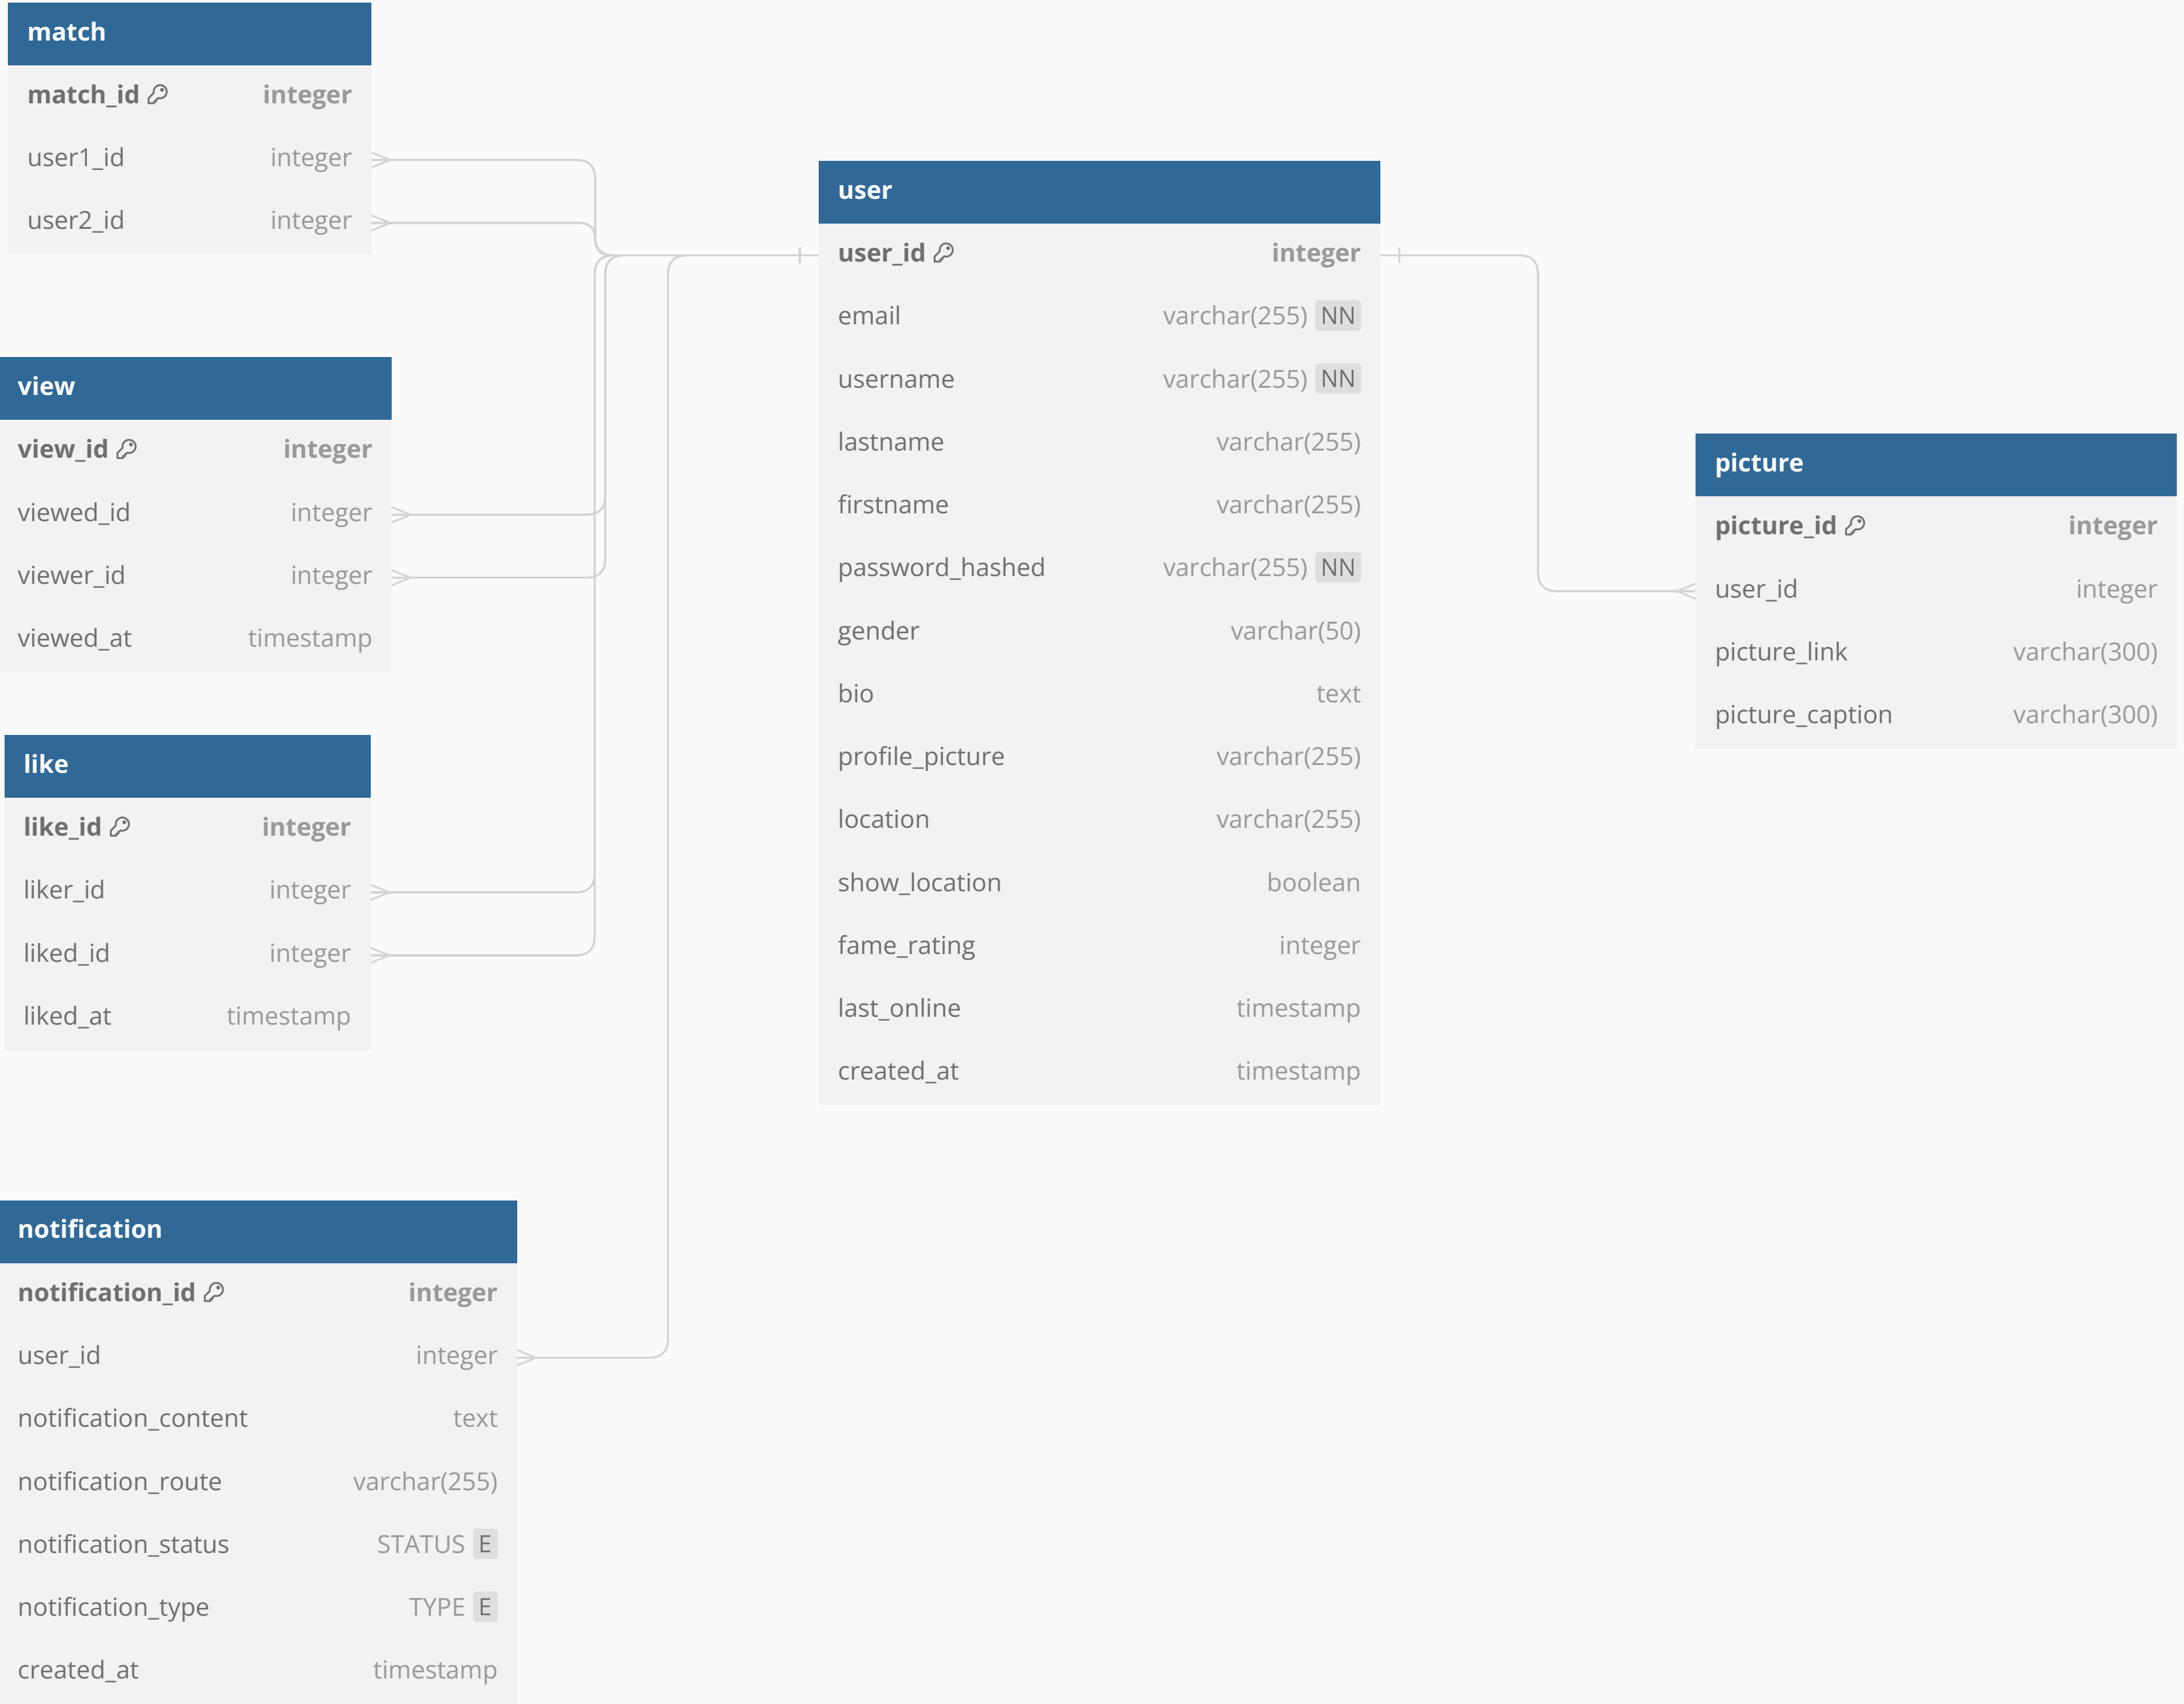 match
match_id integer
user1_id integer
user2_id integer
view
view_id integer
viewed_id integer
viewer_id integer
viewed_at timestamp
like
like_id integer
liker_id integer
liked_id integer
liked_at timestamp
notification
notification_id integer
user_id integer
notification_content text
notification_route varchar(255)
notification_status STATUS E
notification_type TYPE E
created_at timestamp
user
user_id integer
email varchar(255) NN
username varchar(255) NN
lastname varchar(255)
firstname varchar(255)
password_hashed varchar(255) NN
gender varchar(50)
bio text
profile_picture varchar(255)
location varchar(255)
show_location boolean
fame_rating integer
last_online timestamp
created_at timestamp
picture
picture_id integer
user_id integer
picture_link varchar(300)
picture_caption varchar(300)